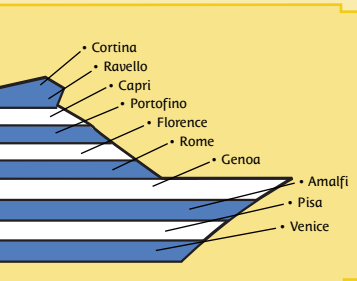 • Cortina
• Ravello
• Capri
• Portofino
• Florence
• Rome
• Genoa
• Amalfi
• Pisa
• Venice